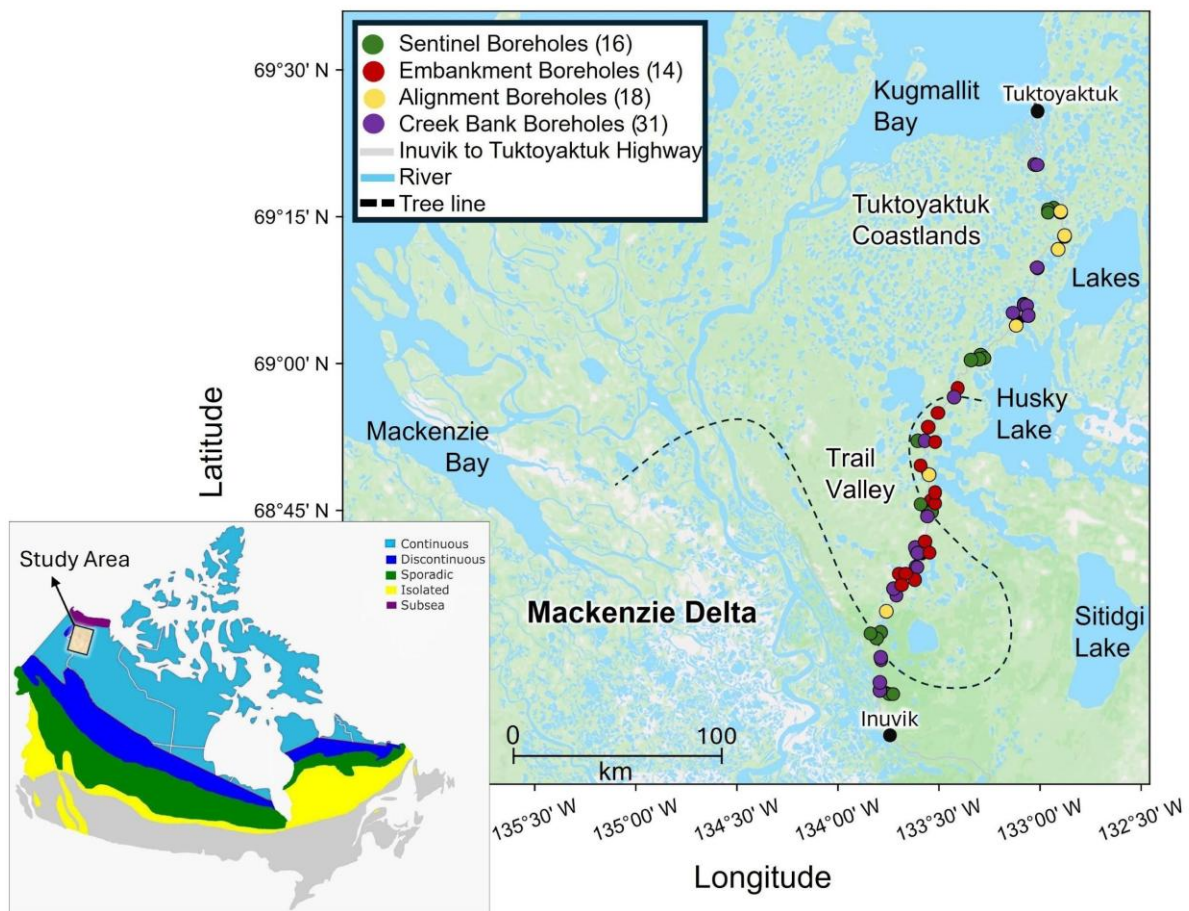 Sentinel Boreholes (16)
Embankment Boreholes (14)
Alignment Boreholes (18)
Creek Bank Boreholes (31)
Inuvik to Tuktoyaktuk Highway
River
Tree line
Kugmallit
Bay
Tuktoyaktuk
Tuktoyaktuk
Coastlands
Lakes
Husky
Lake
Mackenzie
Bay
Trail
Valley
Mackenzie Delta
Sitidgi
Lake
Inuvik
0
100
km
Latitude
69°30' N
69°15' N
69°00' N
68°45' N
135°30' W
135°00' W
134°30' W
134°00' W
133°30' W
133°00' W
132°30' W
Longitude
Study Area
Continuous
Discontinuous
Sporadic
Isolated
Subsea